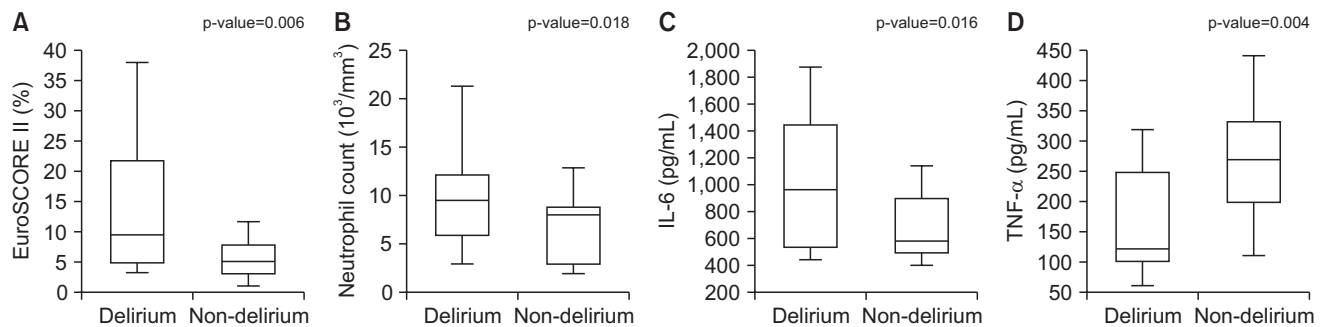 A
p-value=0.006
EuroSCORE II (%)
40
35
30
25
20
15
10
5
0
Delirium Non-delirium
B
p-value=0.018
Neutrophil count (10³/mm³)
25
20
15
10
5
0
Delirium Non-delirium
C
p-value=0.016
IL-6 (pg/mL)
2,000
1,800
1,600
1,400
1,200
1,000
800
600
400
200
Delirium Non-delirium
D
p-value=0.004
TNF-α (pg/mL)
450
400
350
300
250
200
150
100
50
Delirium Non-delirium